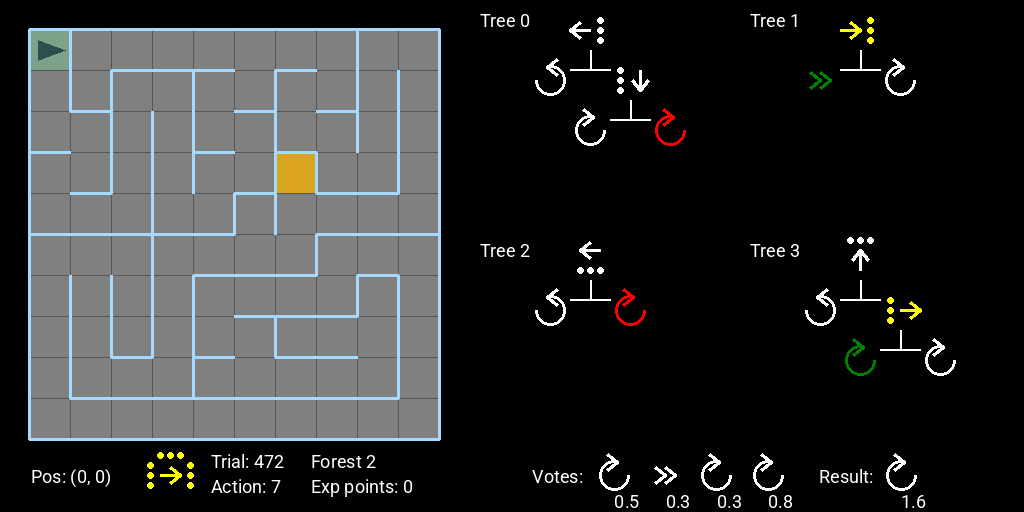 Tree 0
Tree 1
Tree 2
Tree 3
Pos: (0, 0)
Trial: 472
Action: 7
Forest 2
Exp points: 0
Votes:
0.5
0.3
0.3
0.8
Result:
1.6